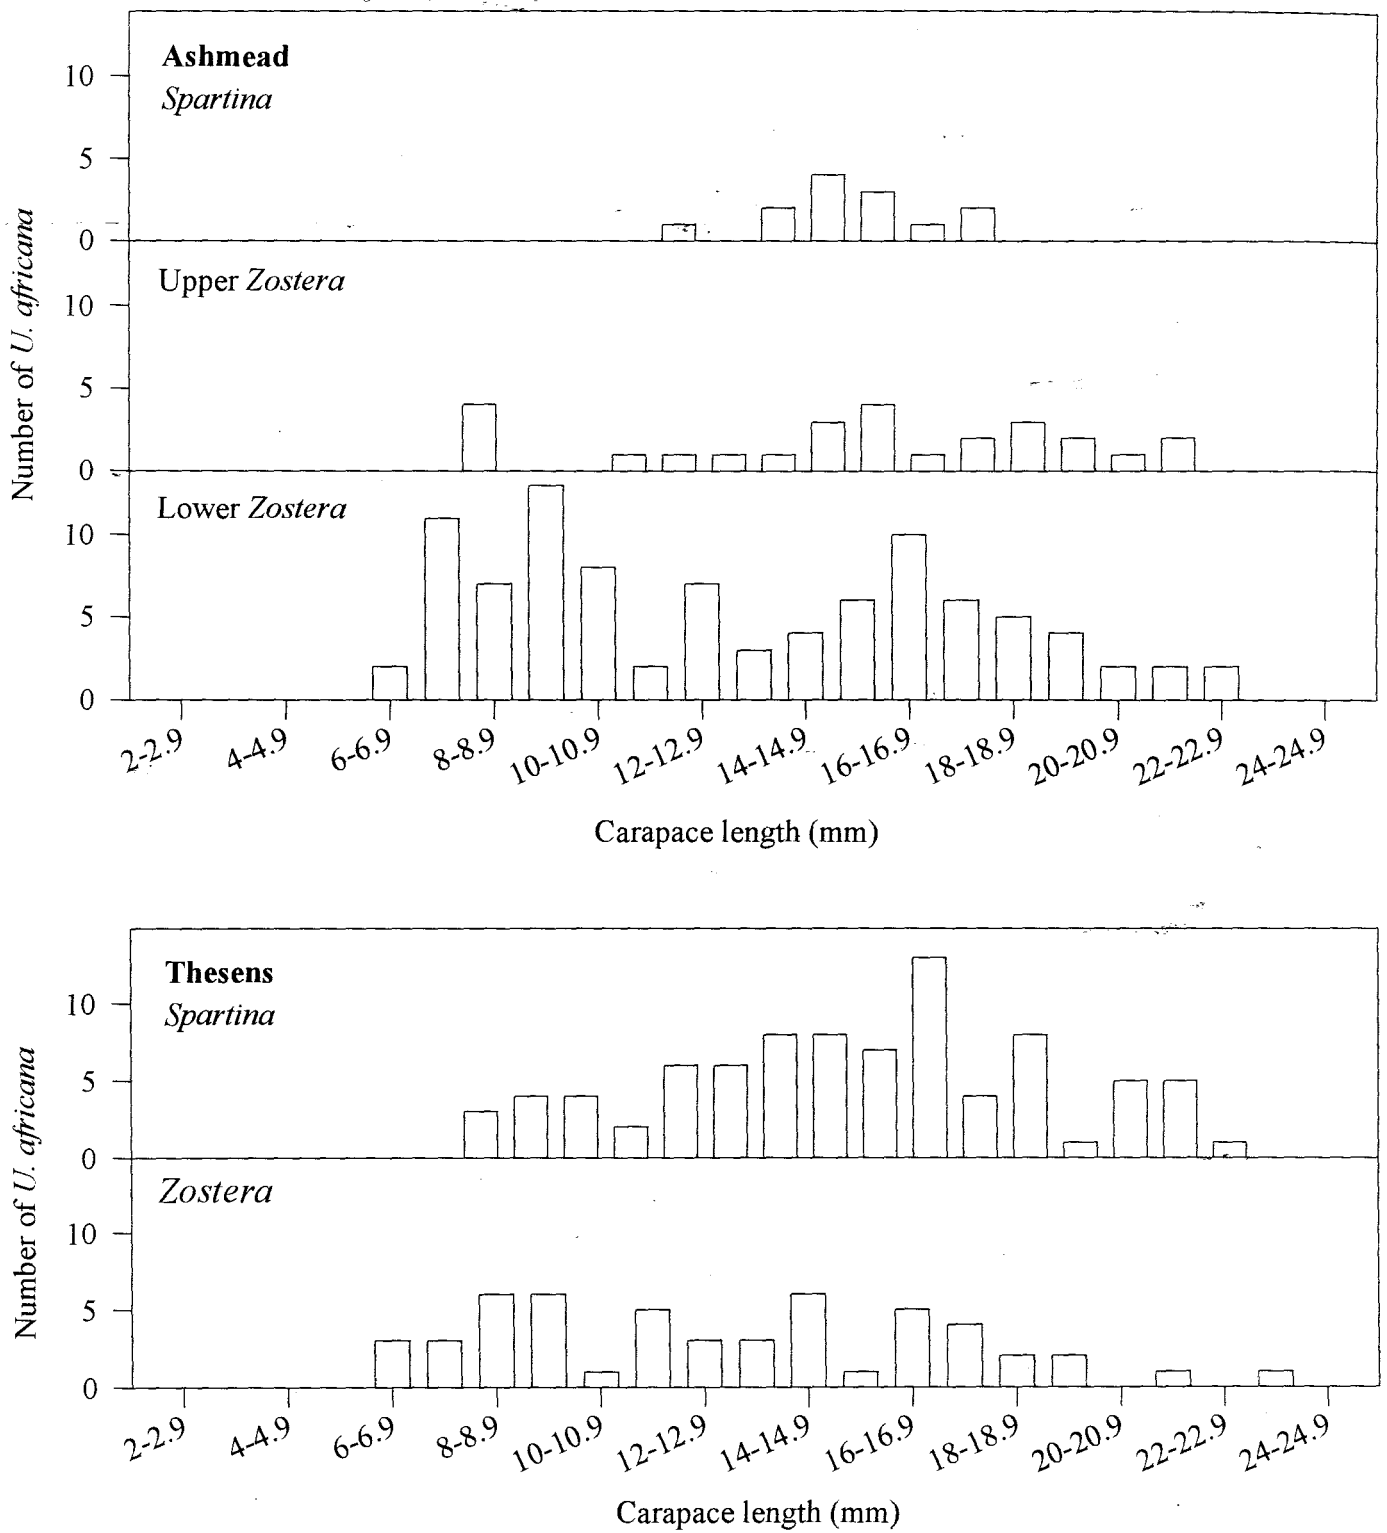 Ashmead
Spartina
10
5
0
Upper Zostera
10
5
0
Lower Zostera
10
5
0
Number of U. africana
2-2.9 4-4.9 6-6.9 8-8.9 10-10.9 12-12.9 14-14.9 16-16.9 18-18.9 20-20.9 22-22.9 24-24.9
Carapace length (mm)
Thesens
Spartina
10
5
0
Zostera
10
5
0
Number of U. africana
2-2.9 4-4.9 6-6.9 8-8.9 10-10.9 12-12.9 14-14.9 16-16.9 18-18.9 20-20.9 22-22.9 24-24.9
Carapace length (mm)